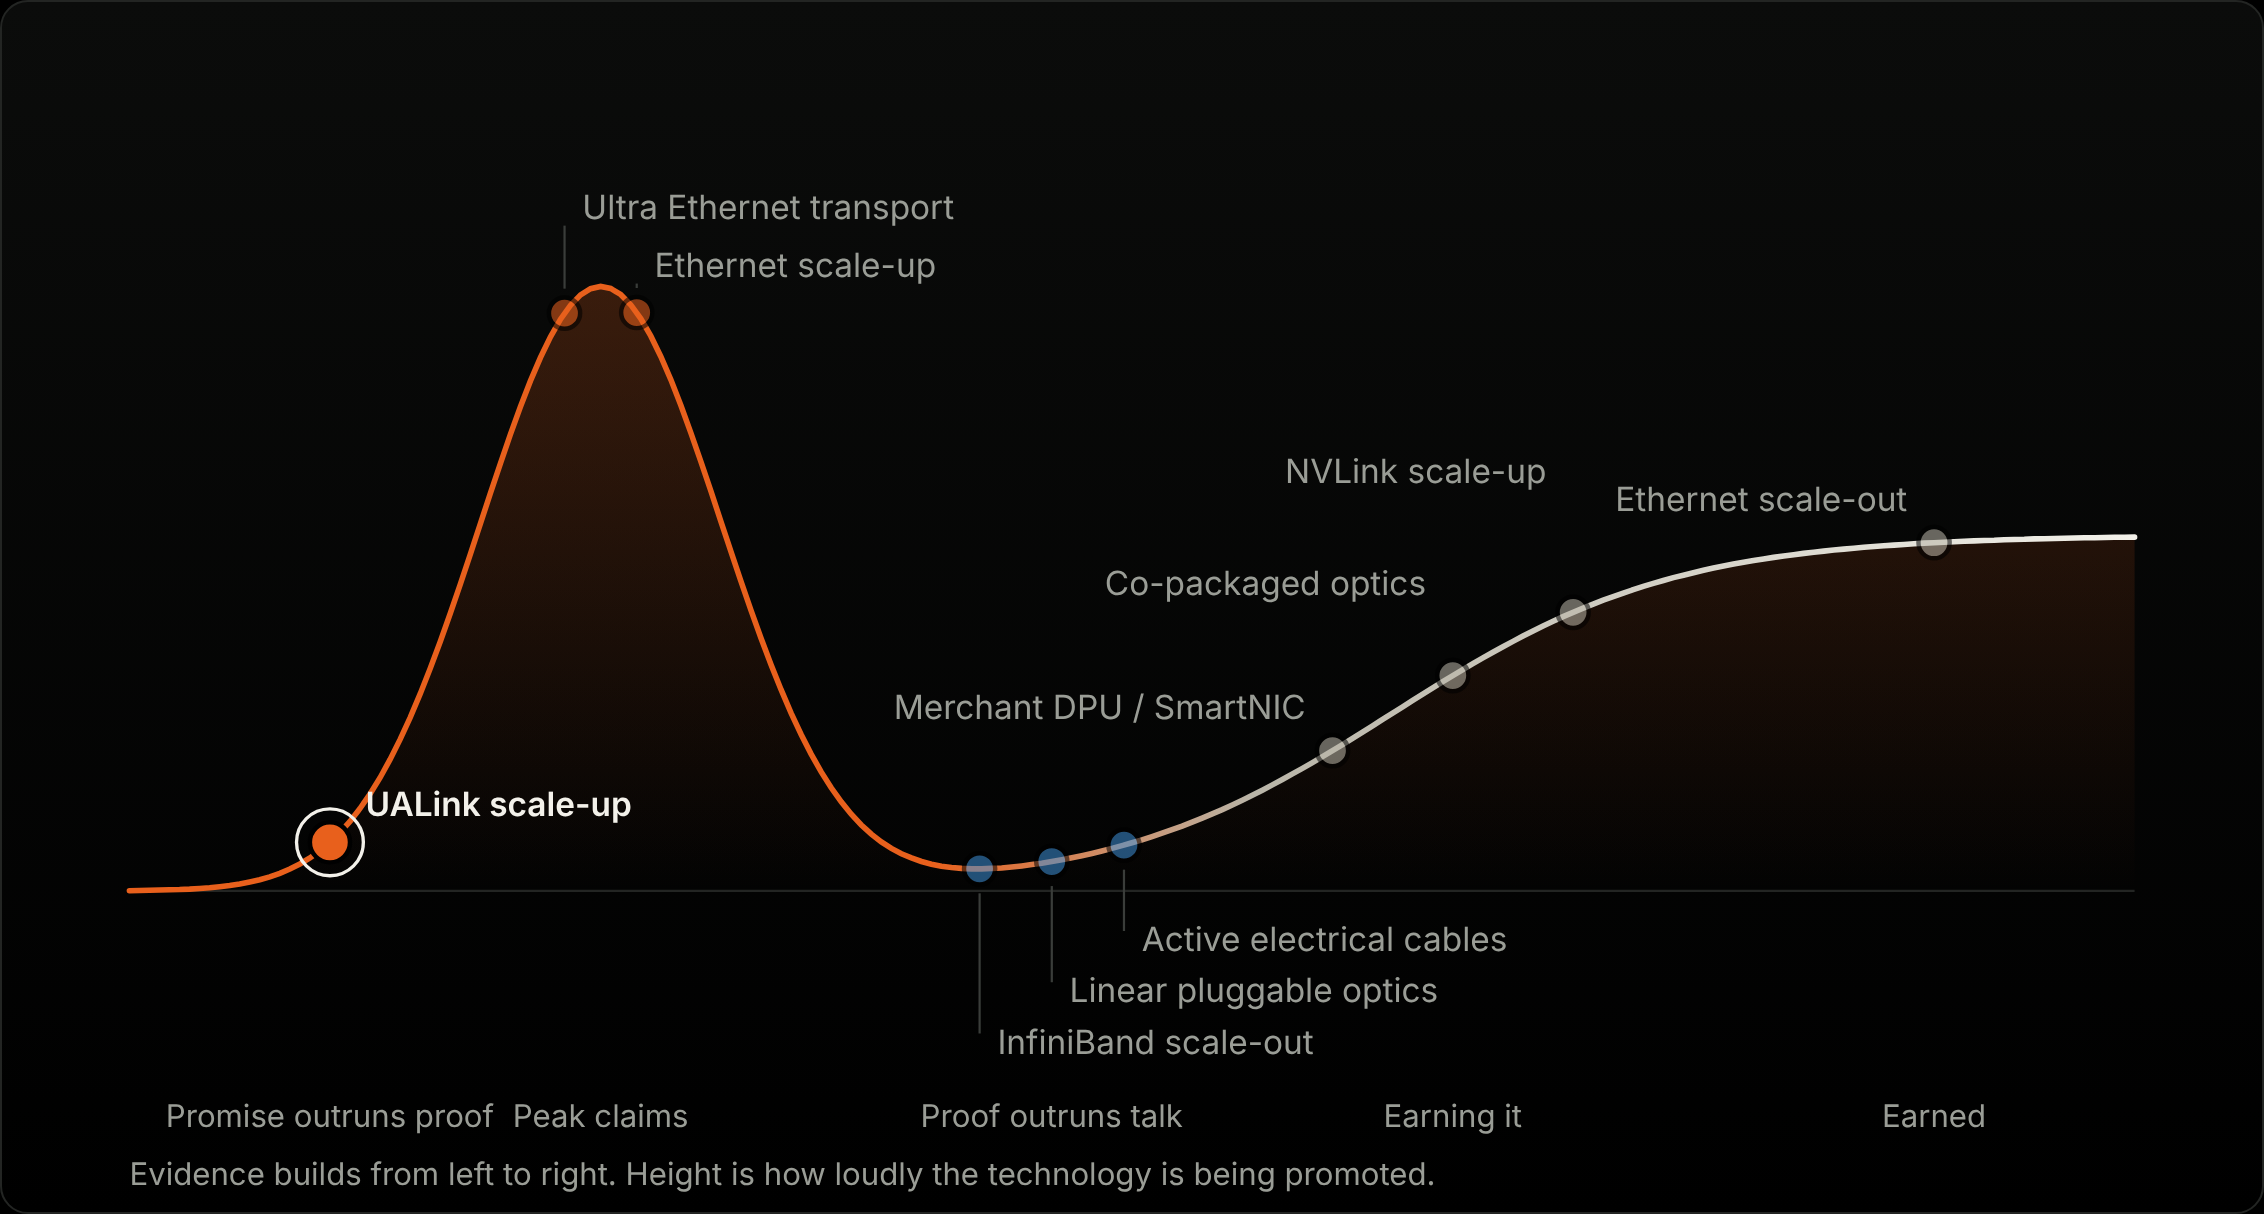 Ultra Ethernet transport
Ethernet scale-up
NVLink scale-up
Ethernet scale-out
Co-packaged optics
Merchant DPU / SmartNIC
UALink scale-up
Active electrical cables
Linear pluggable optics
InfiniBand scale-out
Promise outruns proof
Peak claims
Proof outruns talk
Earning it
Earned
Evidence builds from left to right. Height is how loudly the technology is being promoted.